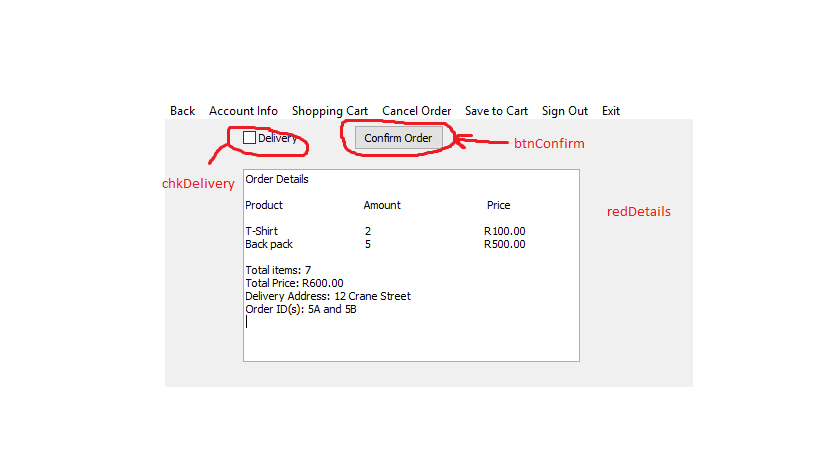 Back Account Info Shopping Cart Cancel Order Save to Cart Sign Out Exit
Delivery Confirm Order
btnConfirm
chkDelivery
Order Details
redDetails
Product Amount Price
T-Shirt 2 R100.00
Back pack 5 R500.00
Total items: 7
Total Price: R600.00
Delivery Address: 12 Crane Street
Order ID(s): 5A and 5B